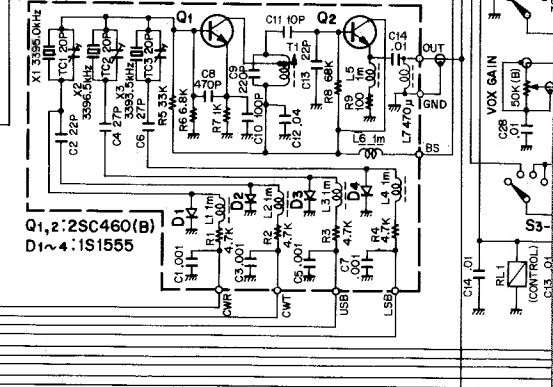 Q1
Q2
C11 10P
C14
.01
OUT
X1 3395.0kHz
TC1 20P
X2
3396.5kHz
TC2 20P
X3
3393.5kHz
TC3 20P
C2 22P
C4 27P
C6 27P
R5 33K
R6 6.8K
C8
470P
R7 1K
C9
220P
C10 100P
T1
C12 .04
C13 22P
R8 68K
L5
1m
R9
100
L7 470μ
GND
L6 1m
BS
VOX GAIN
50K(B)
C28
.01
S3-
D1
L1 1m
D2
L2 1m
D3
L3 1m
D4
L4 1m
R1
4.7K
R2
4.7K
R3
4.7K
R4
4.7K
Q1,2:2SC460(B)
D1~4:1S1555
C1 .001
C3 .001
C5 .001
C7
.001
CWR
CWT
USB
LSB
C14 .01
RL1
(CONTROL)
C13 .01